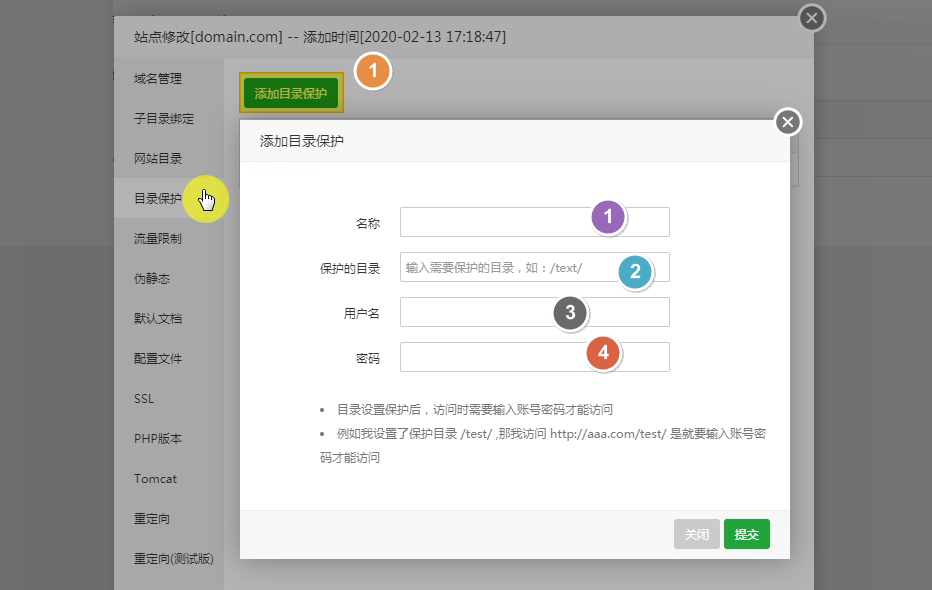 站点修改[domain.com] -- 添加时间[2020-02-13 17:18:47]
域名管理
子目录绑定
网站目录
目录保护
流量限制
伪静态
默认文档
配置文件
SSL
PHP版本
Tomcat
重定向
重定向(测试版)
添加目录保护
1
添加目录保护
名称
1
保护的目录
输入需要保护的目录，如：/text/
2
用户名
3
密码
4
• 目录设置保护后，访问时需要输入账号密码才能访问
• 例如我设置了保护目录 /test/ ,那我访问 http://aaa.com/test/ 是就要输入账号密
码才能访问
关闭
提交